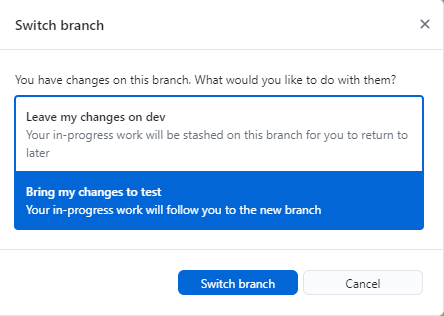 Switch branch
You have changes on this branch. What would you like to do with them?
Leave my changes on dev
Your in-progress work will be stashed on this branch for you to return to
later
Bring my changes to test
Your in-progress work will follow you to the new branch
Switch branch
Cancel